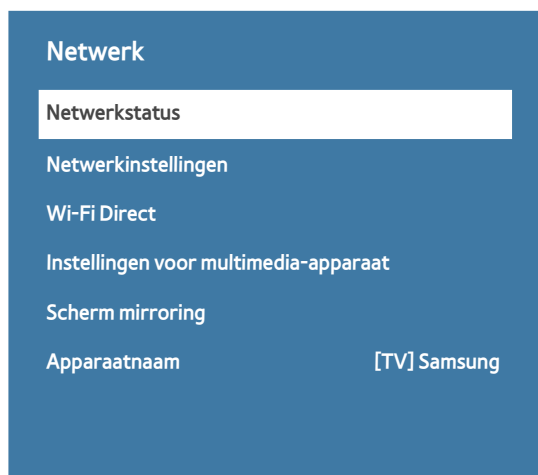 Netwerk
Netwerkstatus
Netwerkinstellingen
Wi-Fi Direct
Instellingen voor multimedia-apparaat
Scherm mirroring
Apparaatnaam [TV] Samsung